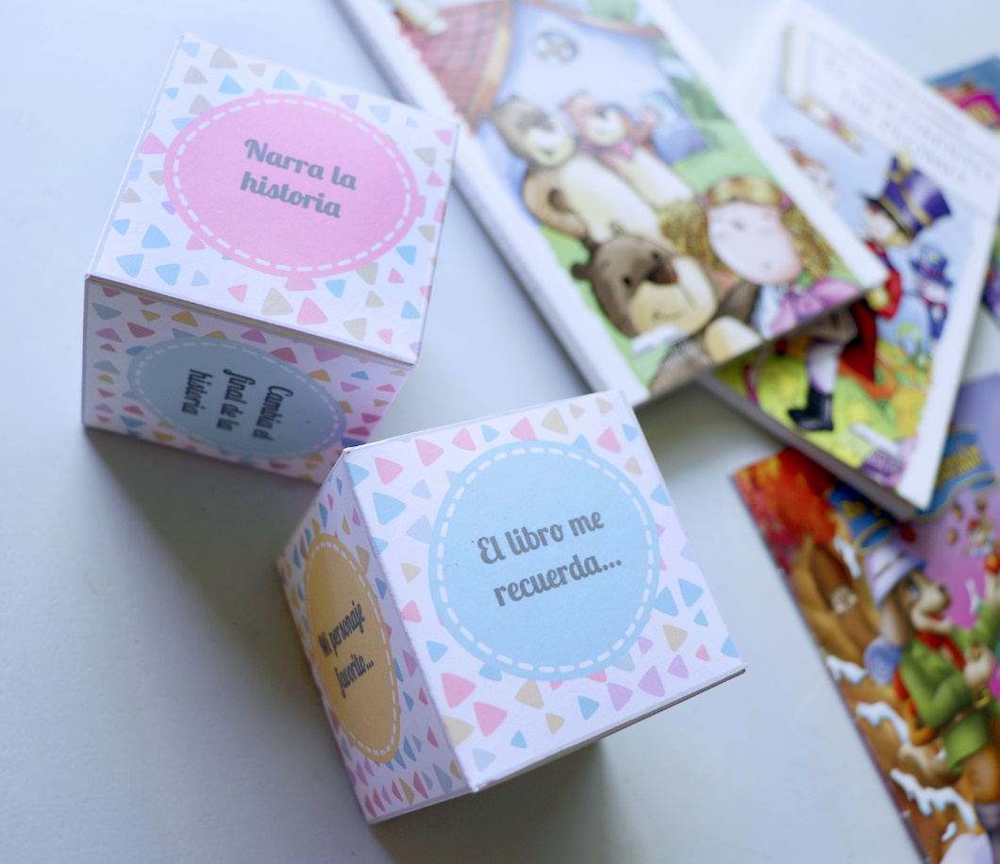 Narra la
historia
Cambia el
final de la
historia
El libro me
recuerda...
Mi personaje
favorito...